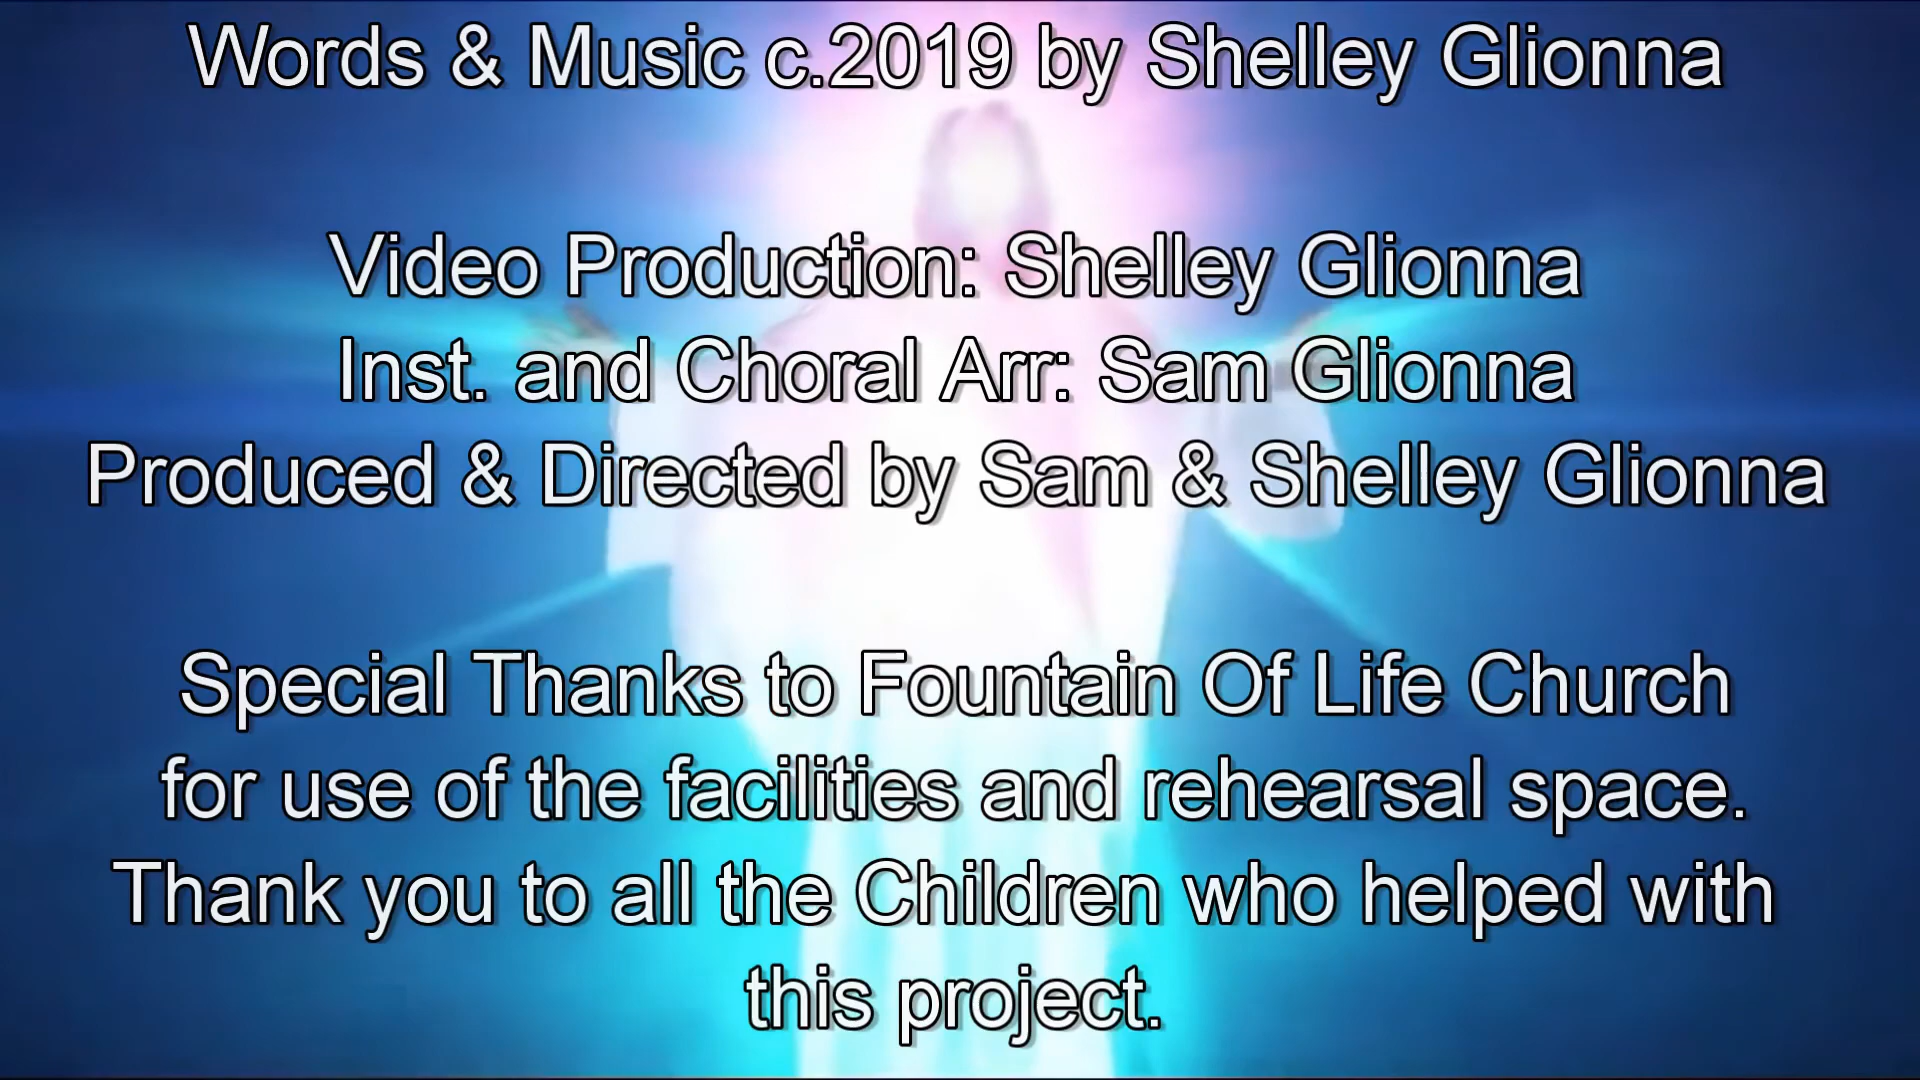 Words & Music c.2019 by Shelley Glionna
Video Production: Shelley Glionna
Inst. and Choral Arr: Sam Glionna
Produced & Directed by Sam & Shelley Glionna
Special Thanks to Fountain Of Life Church
for use of the facilities and rehearsal space.
Thank you to all the Children who helped with
this project.